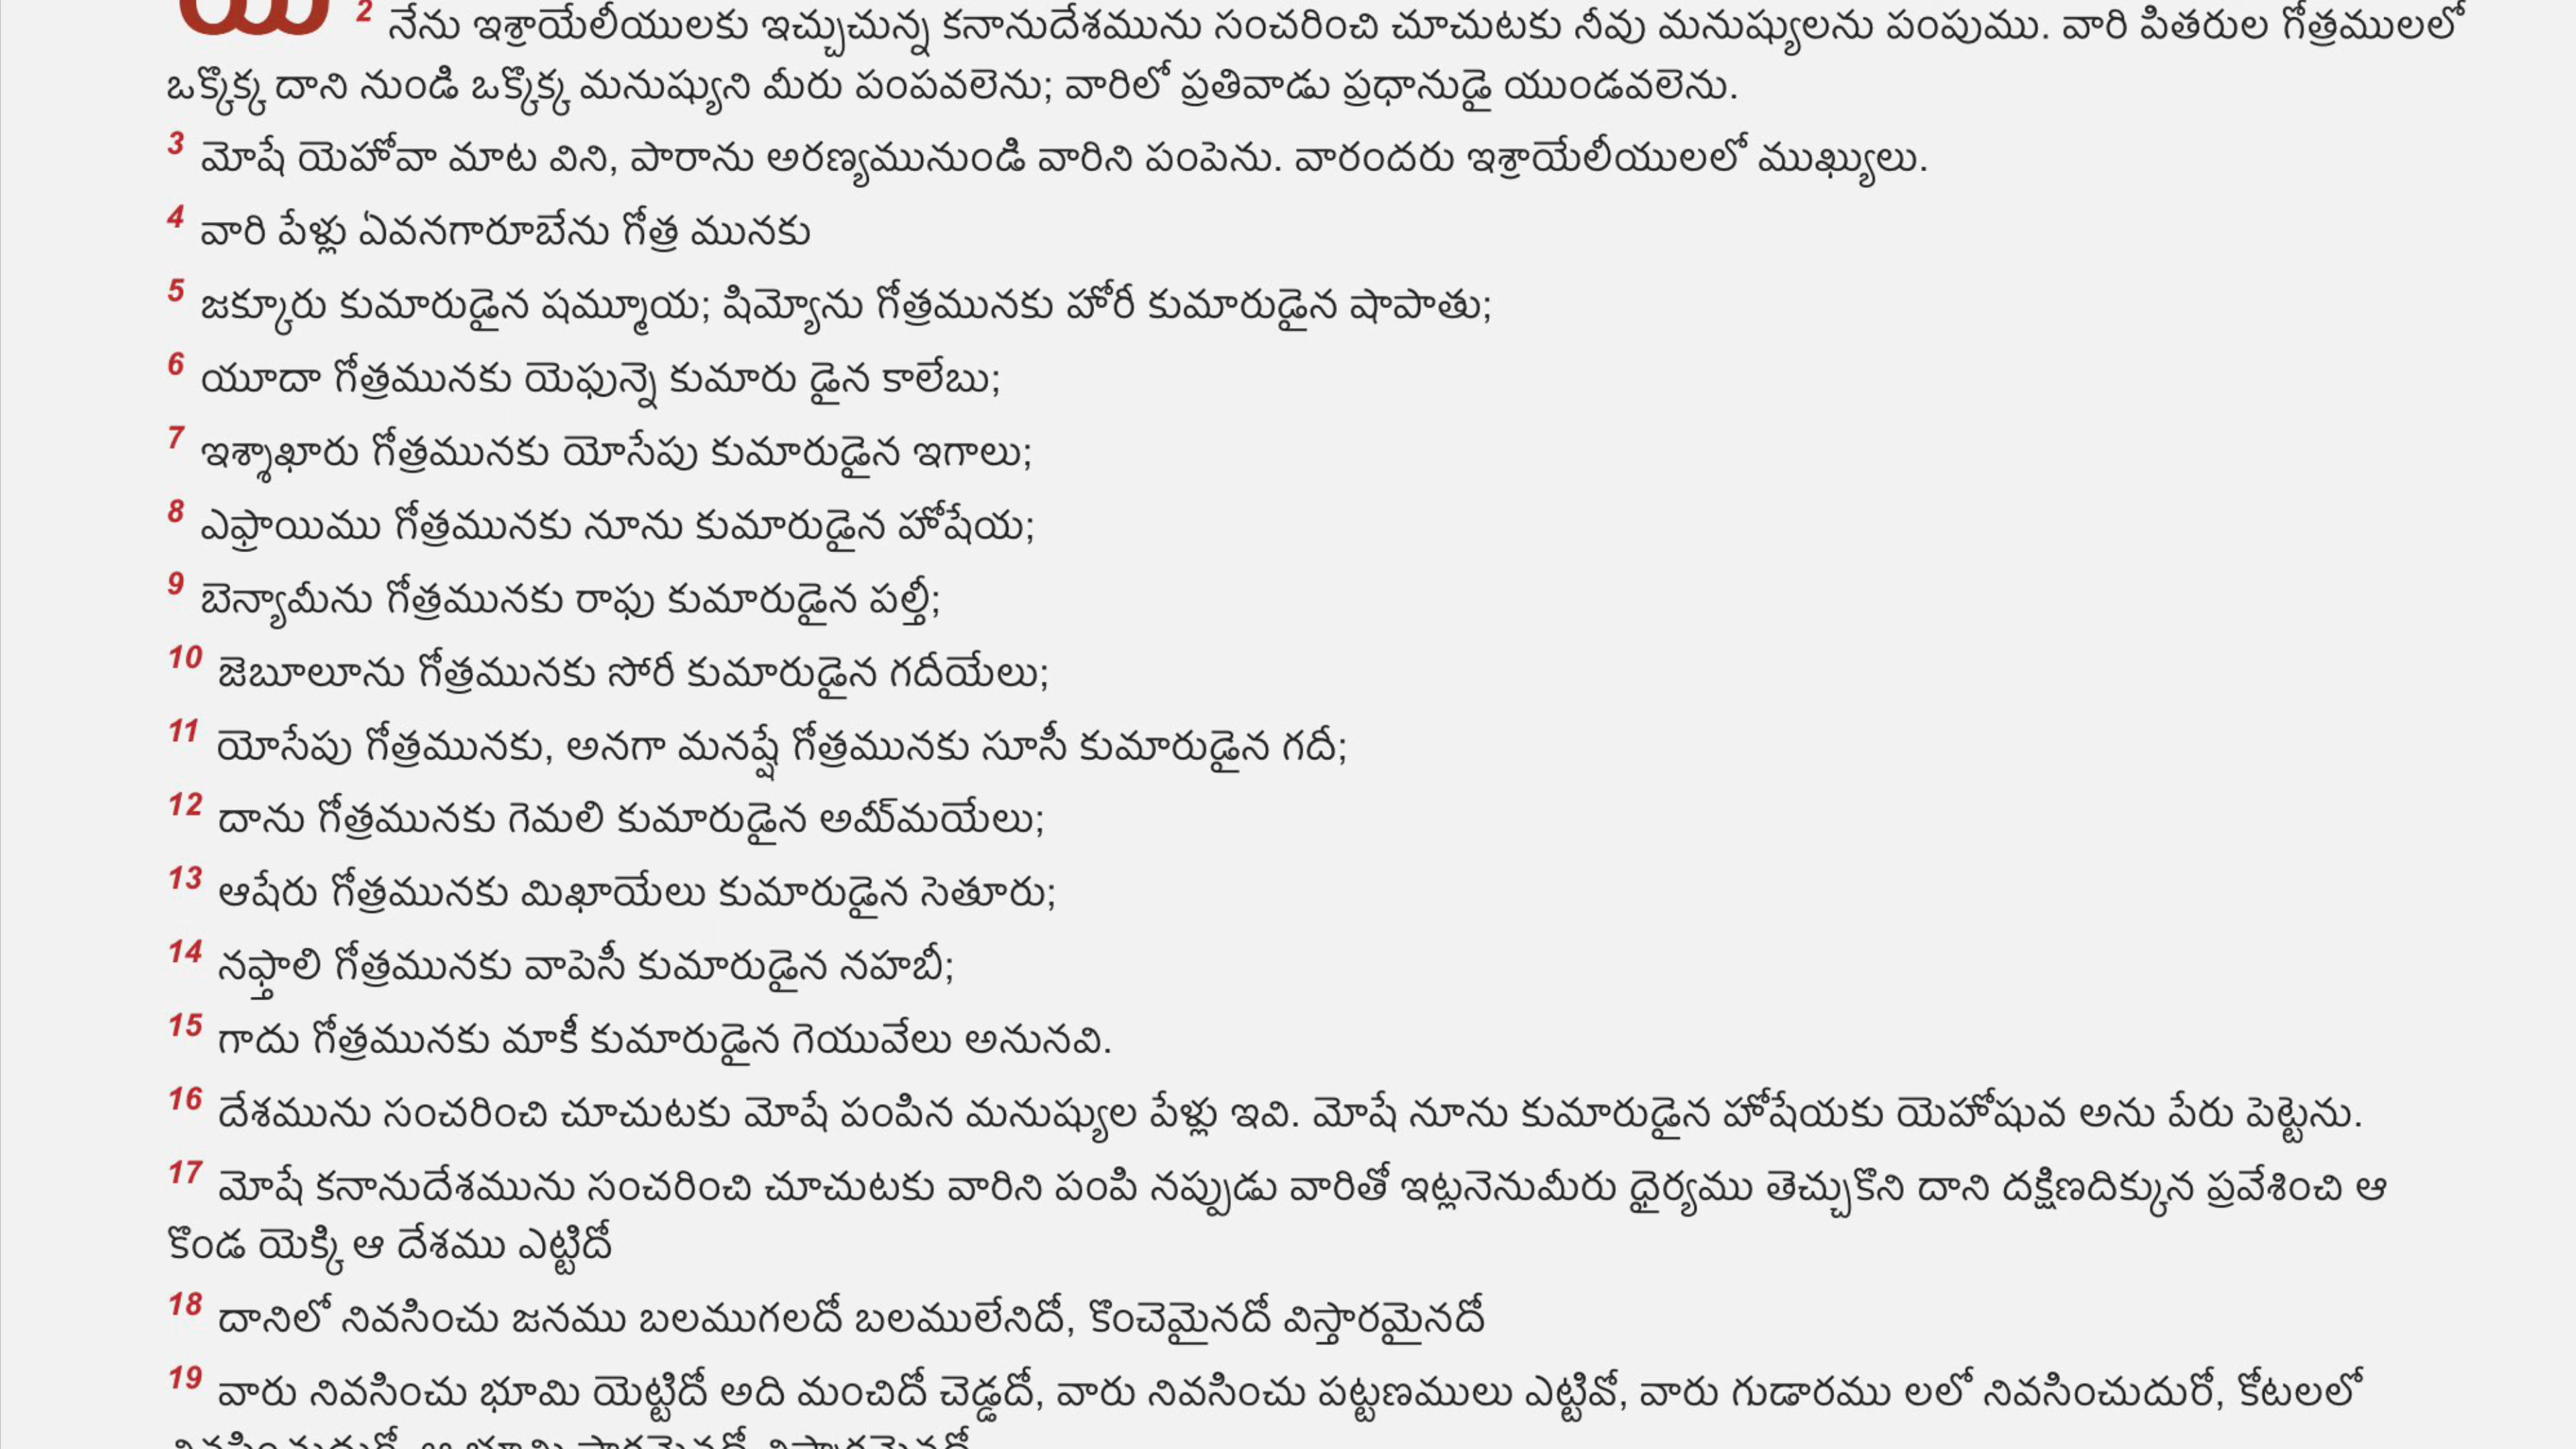 2 నేను ఇశ్రాయేలీయులకు ఇచ్చుచున్న కనానుదేశమును సంచరించి చూచుటకు నీవు మనుష్యులను పంపుము. వారి పితరుల గోత్రములలో
ఒక్కొక్క దాని నుండి ఒక్కొక్క మనుష్యుని మీరు పంపవలెను; వారిలో ప్రతివాడు ప్రధానుడై యుండవలెను.
3 మోషే యెహోవా మాట విని, పారాను అరణ్యమునుండి వారిని పంపెను. వారందరు ఇశ్రాయేలీయులలో ముఖ్యులు.
4 వారి పేళ్లు ఏవనగారూబేను గోత్ర మునకు
5 జక్కూరు కుమారుడైన షమ్మూయ; షిమ్యోను గోత్రమునకు హోరీ కుమారుడైన షాపాతు;
6 యూదా గోత్రమునకు యెఫున్నె కుమారు డైన కాలేబు;
7 ఇశ్శాఖారు గోత్రమునకు యోసేపు కుమారుడైన ఇగాలు;
8 ఎఫ్రాయిము గోత్రమునకు నూను కుమారుడైన హోషేయ;
9 బెన్యామీను గోత్రమునకు రాఫు కుమారుడైన పల్తీ;
10 జెబూలూను గోత్రమునకు సోరీ కుమారుడైన గదీయేలు;
11 యోసేపు గోత్రమునకు, అనగా మనష్షే గోత్రమునకు సూసీ కుమారుడైన గదీ;
12 దాను గోత్రమునకు గెమలి కుమారుడైన అమీ్మయేలు;
13 ఆషేరు గోత్రమునకు మిఖాయేలు కుమారుడైన సెతూరు;
14 నఫ్తాలి గోత్రమునకు వాపెసీ కుమారుడైన నహబీ;
15 గాదు గోత్రమునకు మాకీ కుమారుడైన గెయువేలు అనునవి.
16 దేశమును సంచరించి చూచుటకు మోషే పంపిన మనుష్యుల పేళ్లు ఇవి. మోషే నూను కుమారుడైన హోషేయకు యెహోషువ అను పేరు పెట్టెను.
17 మోషే కనానుదేశమును సంచరించి చూచుటకు వారిని పంపి నప్పుడు వారితో ఇట్లనెనుమీరు ధైర్యము తెచ్చుకొని దాని దక్షిణదిక్కున ప్రవేశించి ఆ
కొండ యెక్కి ఆ దేశము ఎట్టిదో
18 దానిలో నివసించు జనము బలముగలదో బలములేనిదో, కొంచెమైనదో విస్తారమైనదో
19 వారు నివసించు భూమి యెట్టిదో అది మంచిదో చెడ్డదో, వారు నివసించు పట్టణములు ఎట్టివో, వారు గుడారము లలో నివసించుదురో, కోటలలో